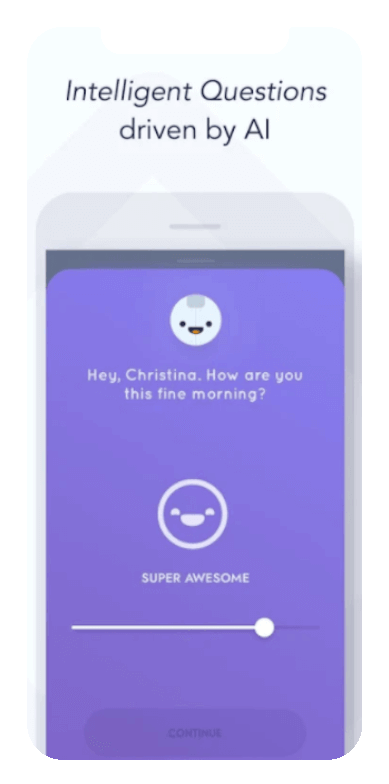 Intelligent Questions
driven by AI
Hey, Christina. How are you
this fine morning?
SUPER AWESOME
CONTINUE